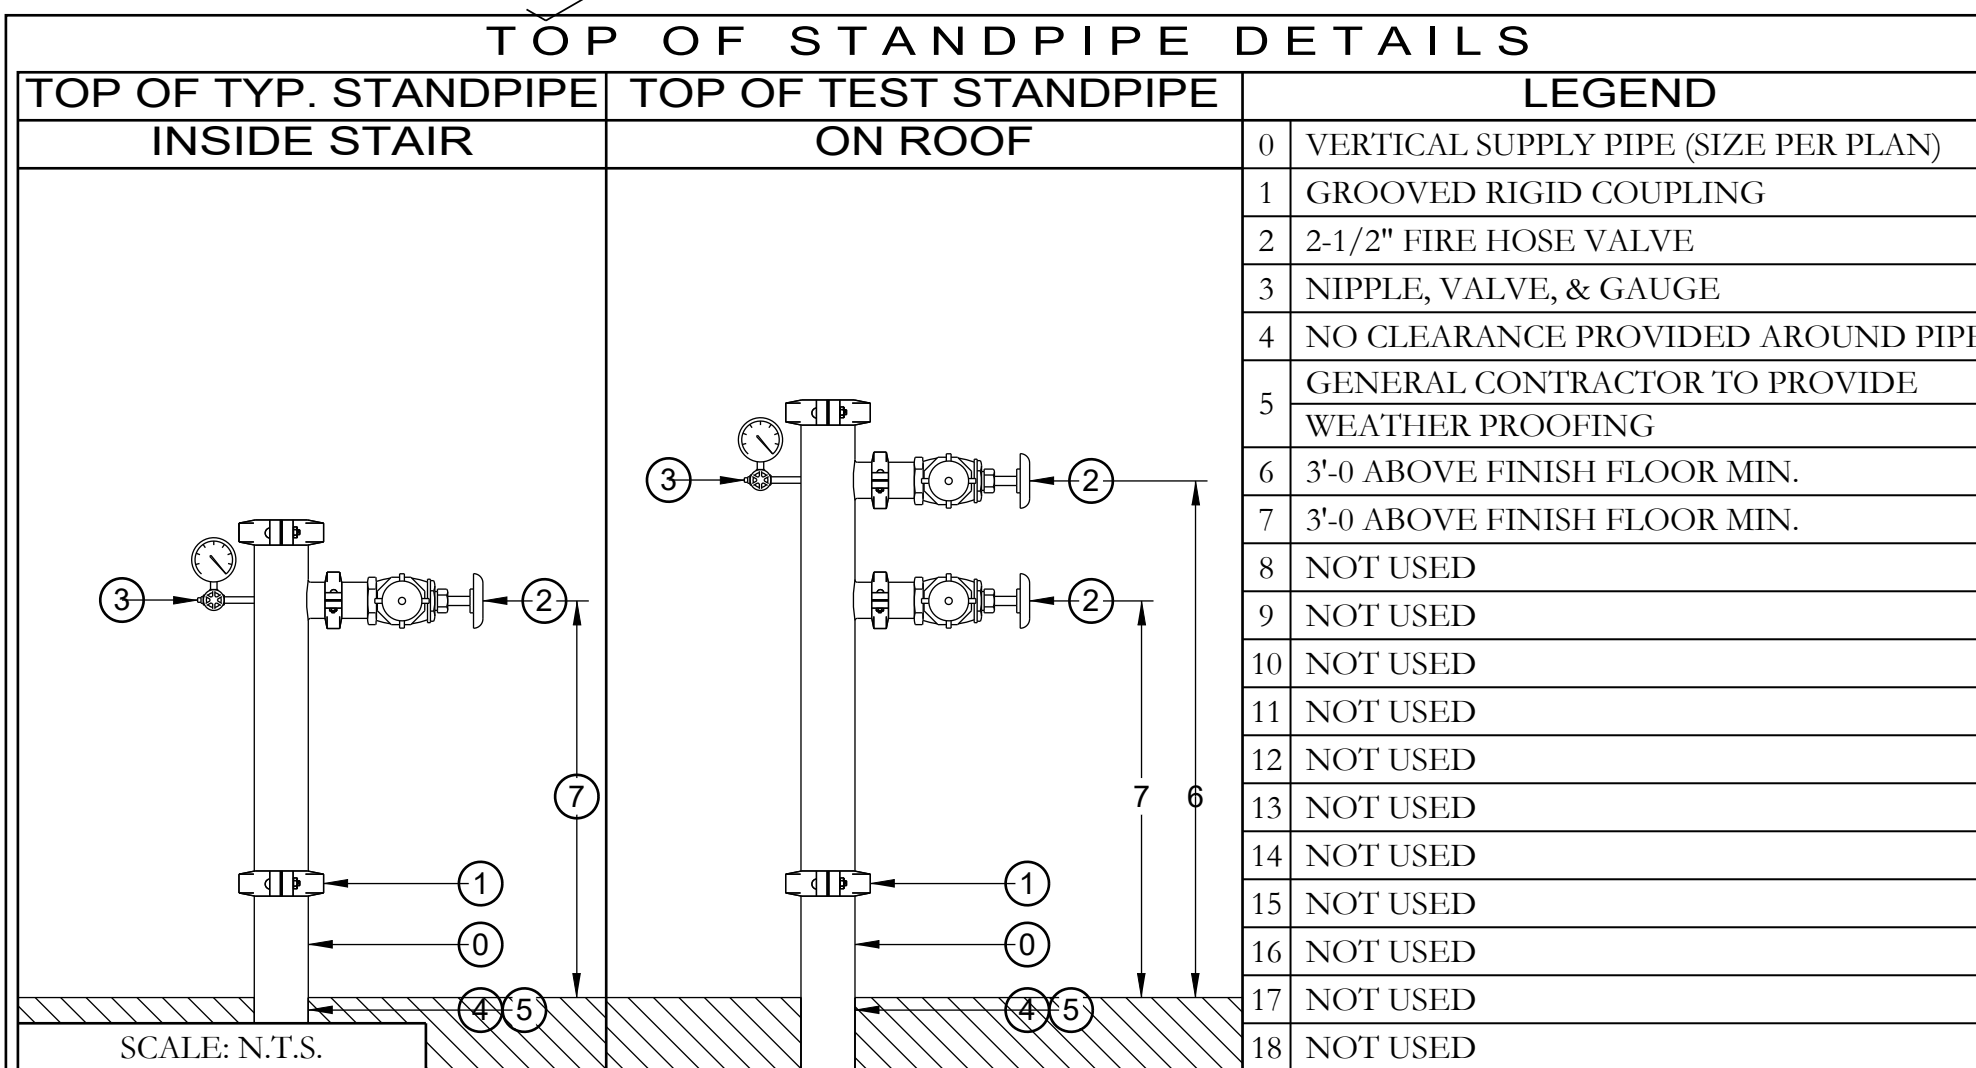 TOP OF STANDPIPE DETAILS
TOP OF TYP. STANDPIPE
INSIDE STAIR
3
2
7
1
0
4 5
SCALE: N.T.S.
TOP OF TEST STANDPIPE
ON ROOF
3
2
2
7 6
1
0
4 5
LEGEND
0 VERTICAL SUPPLY PIPE (SIZE PER PLAN)
1 GROOVED RIGID COUPLING
2 2-1/2" FIRE HOSE VALVE
3 NIPPLE, VALVE, & GAUGE
4 NO CLEARANCE PROVIDED AROUND PIPE
5 GENERAL CONTRACTOR TO PROVIDE
WEATHER PROOFING
6 3'-0 ABOVE FINISH FLOOR MIN.
7 3'-0 ABOVE FINISH FLOOR MIN.
8 NOT USED
9 NOT USED
10 NOT USED
11 NOT USED
12 NOT USED
13 NOT USED
14 NOT USED
15 NOT USED
16 NOT USED
17 NOT USED
18 NOT USED